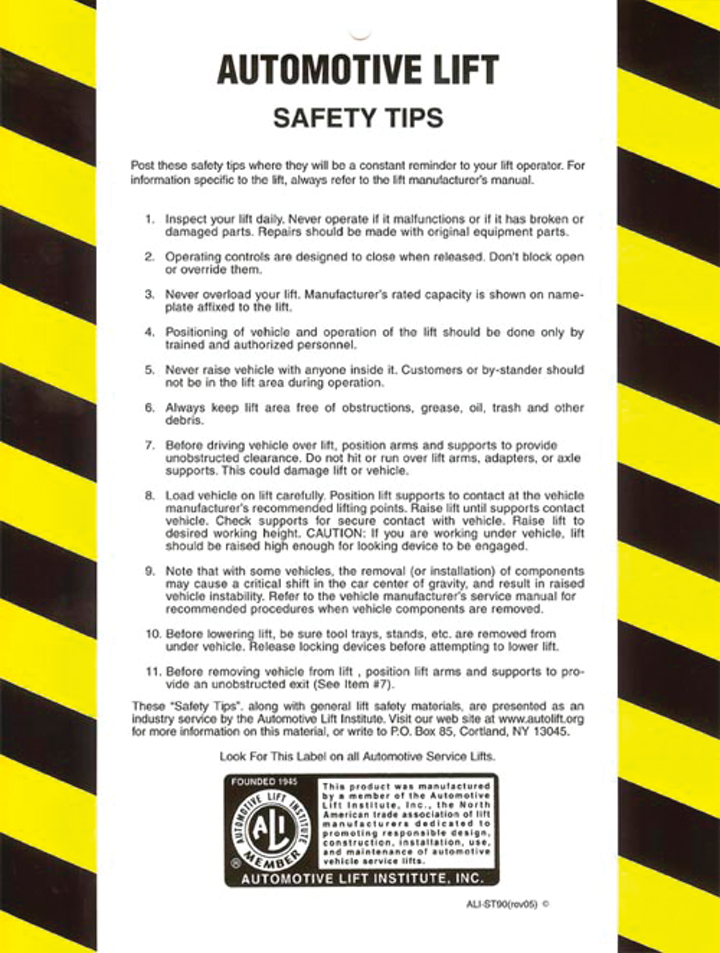 AUTOMOTIVE LIFT
SAFETY TIPS
Post these safety tips where they will be a constant reminder to your lift operator. For
information specific to the lift, always refer to the lift manufacturer's manual.
1. Inspect your lift daily. Never operate if it malfunctions or if it has broken or
damaged parts. Repairs should be made with original equipment parts.
2. Operating controls are designed to close when released. Don't block open
or override them.
3. Never overload your lift. Manufacturer's rated capacity is shown on name-
plate affixed to the lift.
4. Positioning of vehicle and operation of the lift should be done only by
trained and authorized personnel.
5. Never raise vehicle with anyone inside it. Customers or by-stander should
not be in the lift area during operation.
6. Always keep lift area free of obstructions, grease, oil, trash and other
debris.
7. Before driving vehicle over lift, position arms and supports to provide
unobstructed clearance. Do not hit or run over lift arms, adapters, or axle
supports. This could damage lift or vehicle.
8. Load vehicle on lift carefully. Position lift supports to contact at the vehicle
manufacturer's recommended lifting points. Raise lift until supports contact
vehicle. Check supports for secure contact with vehicle. Raise lift to
desired working height. CAUTION: If you are working under vehicle, lift
should be raised high enough for looking device to be engaged.
9. Note that with some vehicles, the removal (or installation) of components
may cause a critical shift in the car center of gravity, and result in raised
vehicle instability. Refer to the vehicle manufacturer's service manual for
recommended procedures when vehicle components are removed.
10. Before lowering lift, be sure tool trays, stands, etc. are removed from
under vehicle. Release locking devices before attempting to lower lift.
11. Before removing vehicle from lift , position lift arms and supports to pro-
vide an unobstructed exit (See Item #7).
These "Safety Tips". along with general lift safety materials, are presented as an
industry service by the Automotive Lift Institute. Visit our web site at www.autolift.org
for more information on this material, or write to P.O. Box 85, Cortland, NY 13045.
Look For This Label on all Automotive Service Lifts.
FOUNDED 1945
AUTOMOTIVE LIFT INSTITUTE
ALI
MEMBER
®
This product was manufactured
by a member of the Automotive
Lift Institute, Inc., the North
American trade association of lift
manufacturers dedicated to
promoting responsible design,
construction, installation, use,
and maintenance of automotive
vehicle service lifts.
AUTOMOTIVE LIFT INSTITUTE, INC.
ALI-ST90(rev05) ©